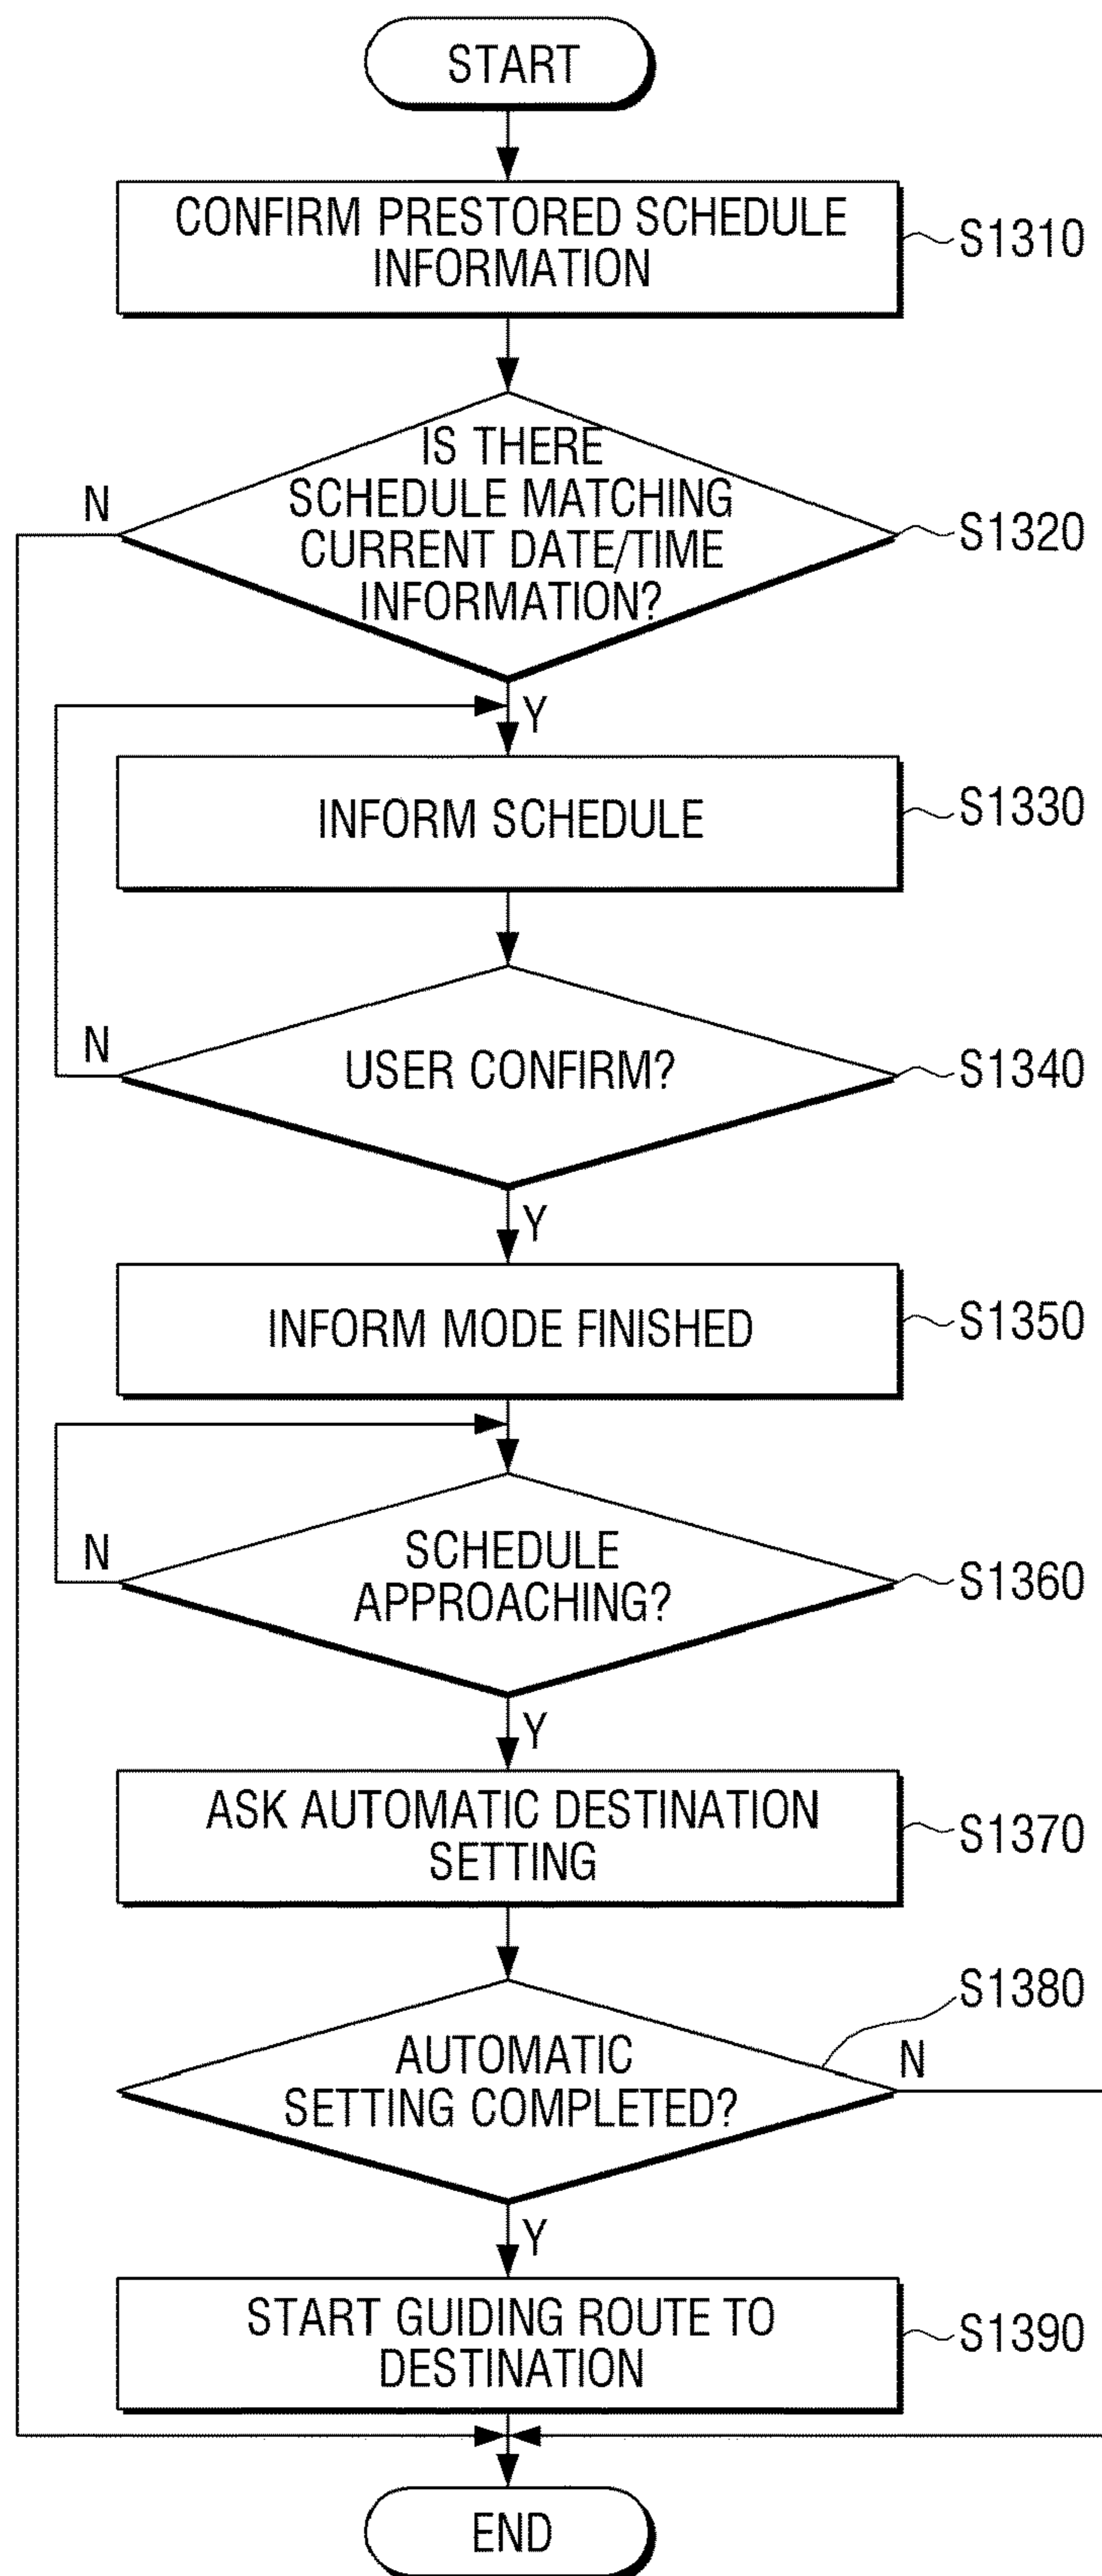 START
CONFIRM PRESTORED SCHEDULE
INFORMATION
S1310
IS THERE
SCHEDULE MATCHING
CURRENT DATE/TIME
INFORMATION?
N
S1320
Y
INFORM SCHEDULE
S1330
N
USER CONFIRM?
S1340
Y
INFORM MODE FINISHED
S1350
N
SCHEDULE
APPROACHING?
S1360
Y
ASK AUTOMATIC DESTINATION
SETTING
S1370
S1380
AUTOMATIC
SETTING COMPLETED?
N
Y
START GUIDING ROUTE TO
DESTINATION
S1390
END